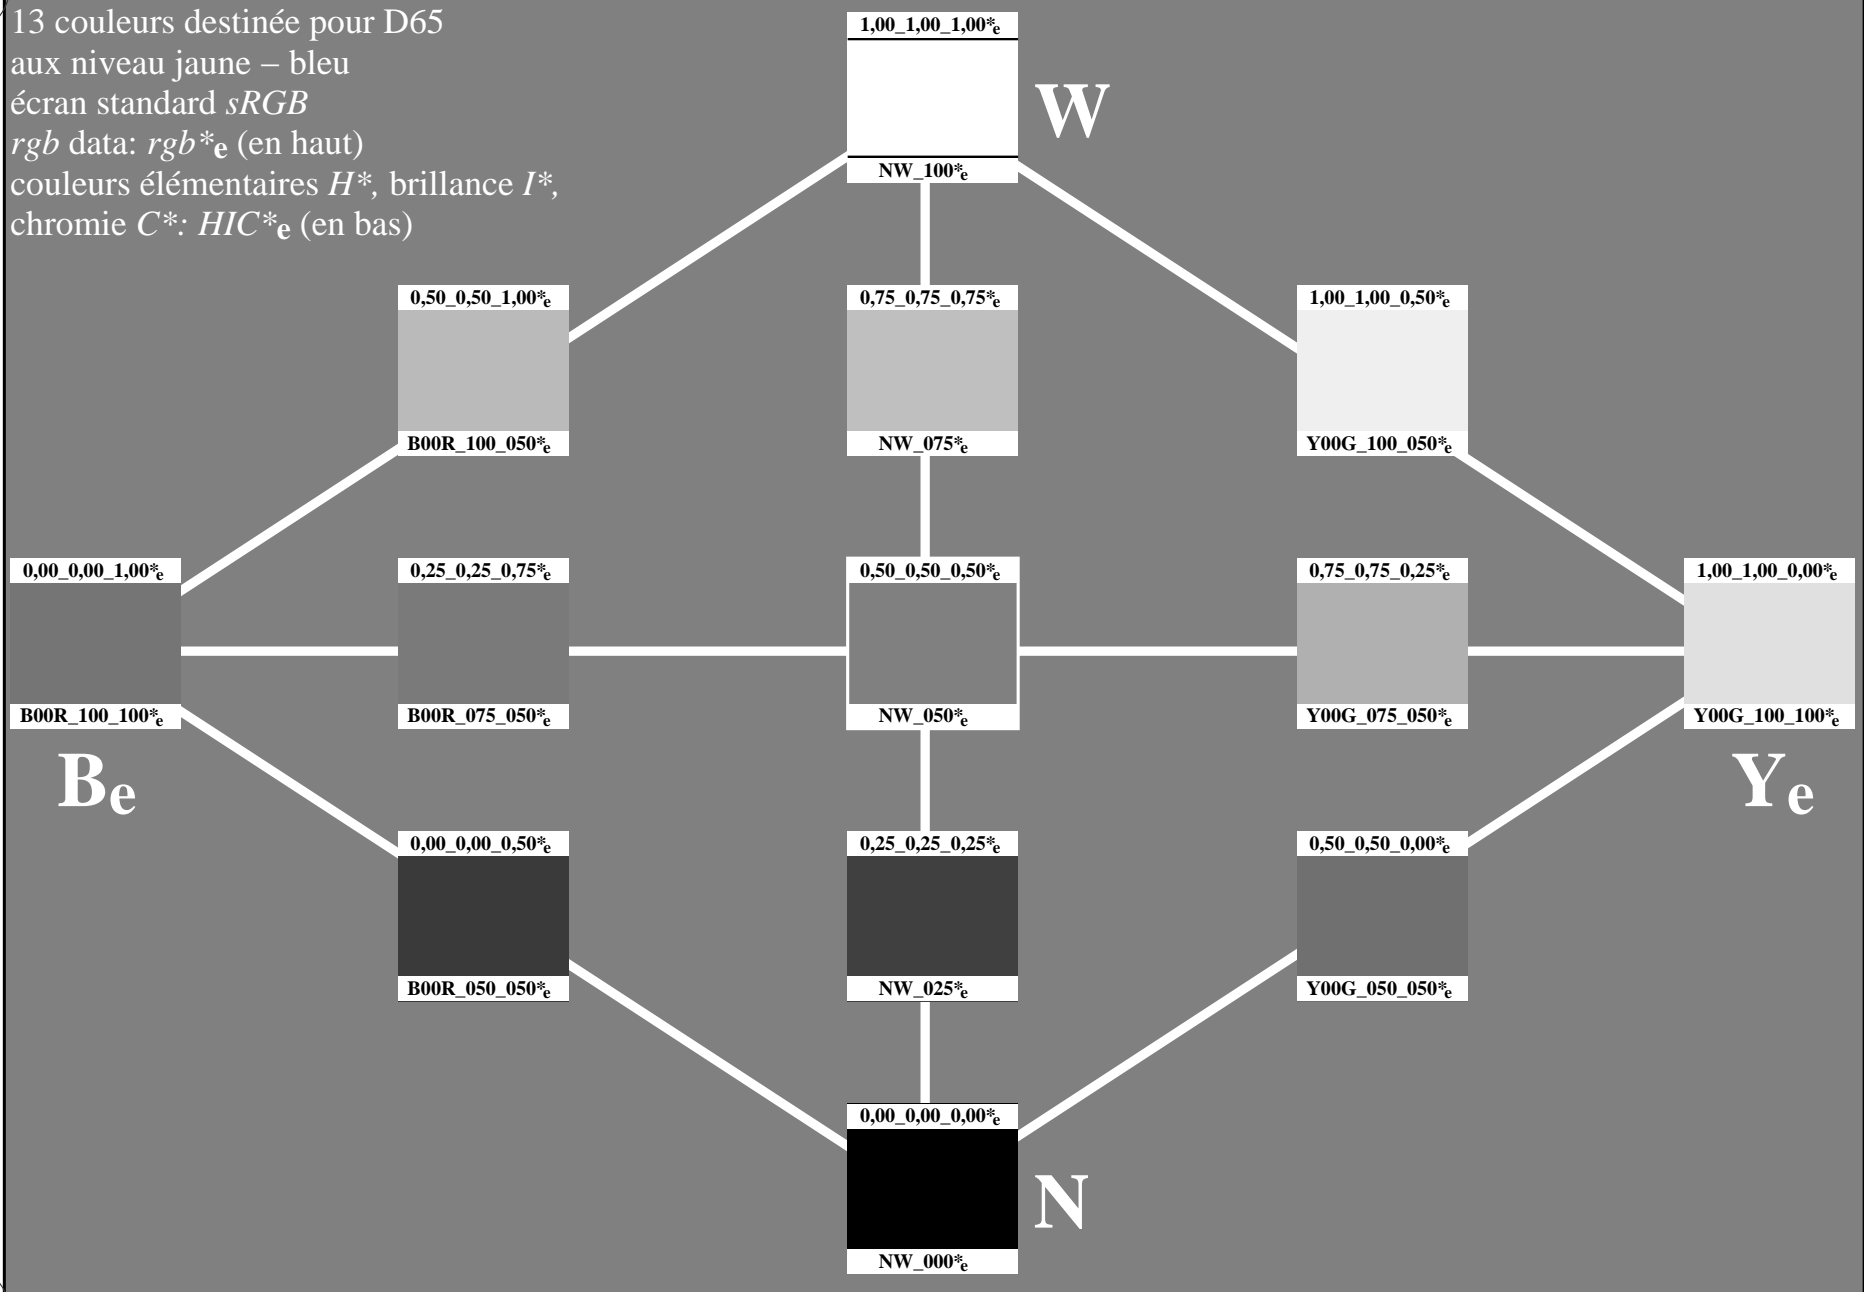 13 couleurs destinée pour D65
aux niveau jaune – bleu
écran standard sRGB
rgb data: rgb*e (en haut)
couleurs élémentaires H*, brillance I*,
chromie C*: HIC*e (en bas)
1,00_1,00_1,00*e
W
NW_100*e
0,50_0,50_1,00*e
B00R_100_050*e
0,75_0,75_0,75*e
NW_075*e
1,00_1,00_0,50*e
Y00G_100_050*e
0,00_0,00_1,00*e
B00R_100_100*e
Be
0,25_0,25_0,75*e
B00R_075_050*e
0,50_0,50_0,50*e
NW_050*e
0,75_0,75_0,25*e
Y00G_075_050*e
1,00_1,00_0,00*e
Y00G_100_100*e
Ye
0,00_0,00_0,50*e
B00R_050_050*e
0,25_0,25_0,25*e
NW_025*e
0,50_0,50_0,00*e
Y00G_050_050*e
0,00_0,00_0,00*e
N
NW_000*e